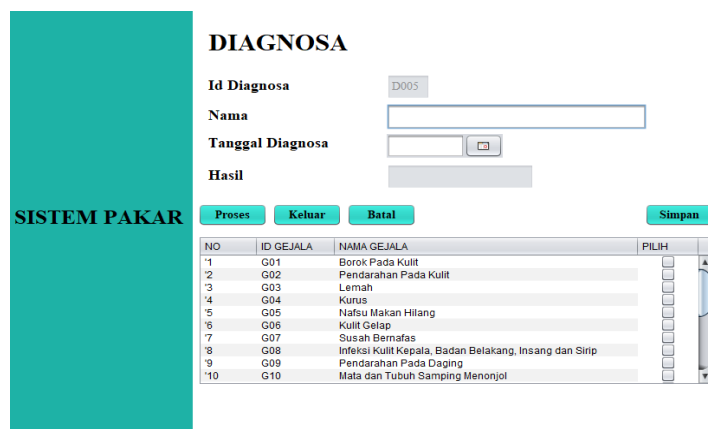 DIAGNOSA
Id Diagnosa D005
Nama
Tanggal Diagnosa
Hasil
SISTEM PAKAR
Proses Keluar Batal Simpan
NO ID GEJALA NAMA GEJALA PILIH
'1 G01 Borok Pada Kulit
'2 G02 Pendarahan Pada Kulit
'3 G03 Lemah
'4 G04 Kurus
'5 G05 Nafsu Makan Hilang
'6 G06 Kulit Gelap
'7 G07 Susah Bernafas
'8 G08 Infeksi Kulit Kepala, Badan Belakang, Insang dan Sirip
'9 G09 Pendarahan Pada Daging
'10 G10 Mata dan Tubuh Samping Menonjol